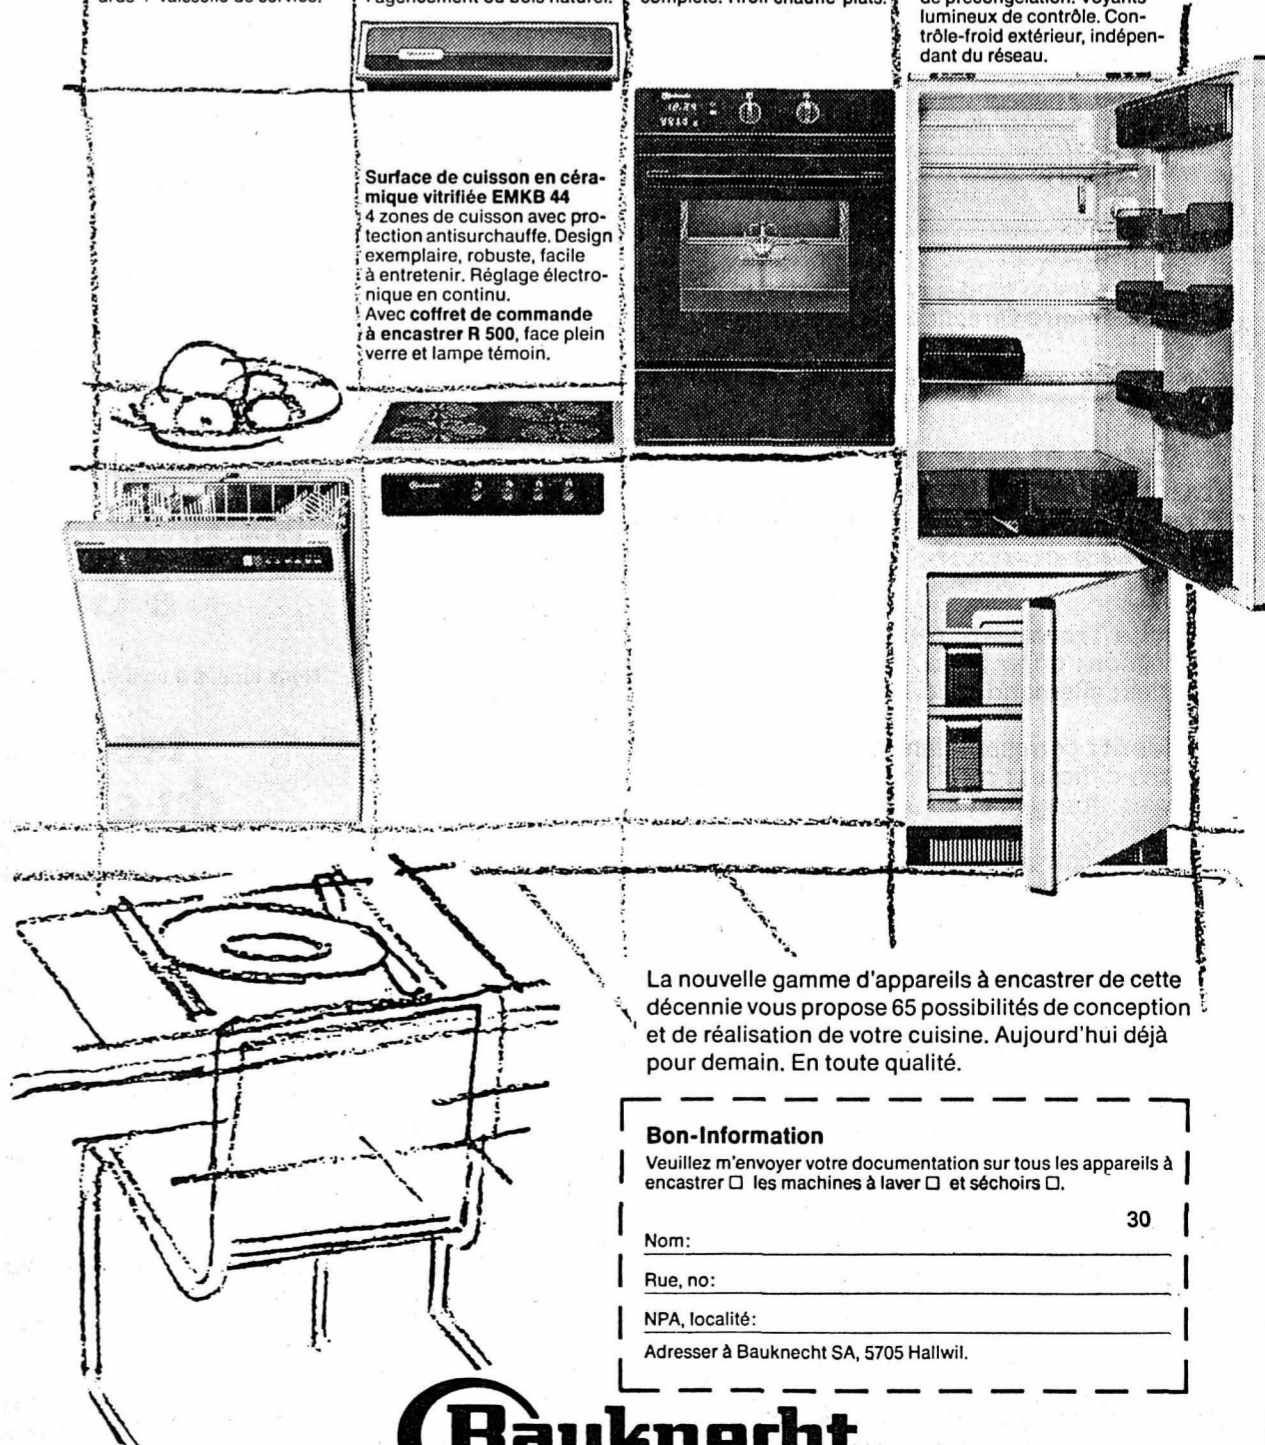 lumineux de contrôle. Con-
trôle-froid extérieur, indépen-
dant du réseau.
Surface de cuisson en céra-
mique vitrifiée EMKB 44
4 zones de cuisson avec pro-
tection antisurchauffe. Design
exemplaire, robuste, facile
à entretenir. Réglage électro-
nique en continu.
Avec coffret de commande
à encastrer R 500, face plein
verre et lampe témoin.
La nouvelle gamme d'appareils à encastrer de cette
décennie vous propose 65 possibilités de conception
et de réalisation de votre cuisine. Aujourd'hui déjà
pour demain. En toute qualité.
Bon-Information
Veuillez m'envoyer votre documentation sur tous les appareils à
encastrer □ les machines à laver □ et séchoirs □.
30
Nom:
Rue, no:
NPA, localité:
Adresser à Bauknecht SA, 5705 Hallwil.
Bauknecht